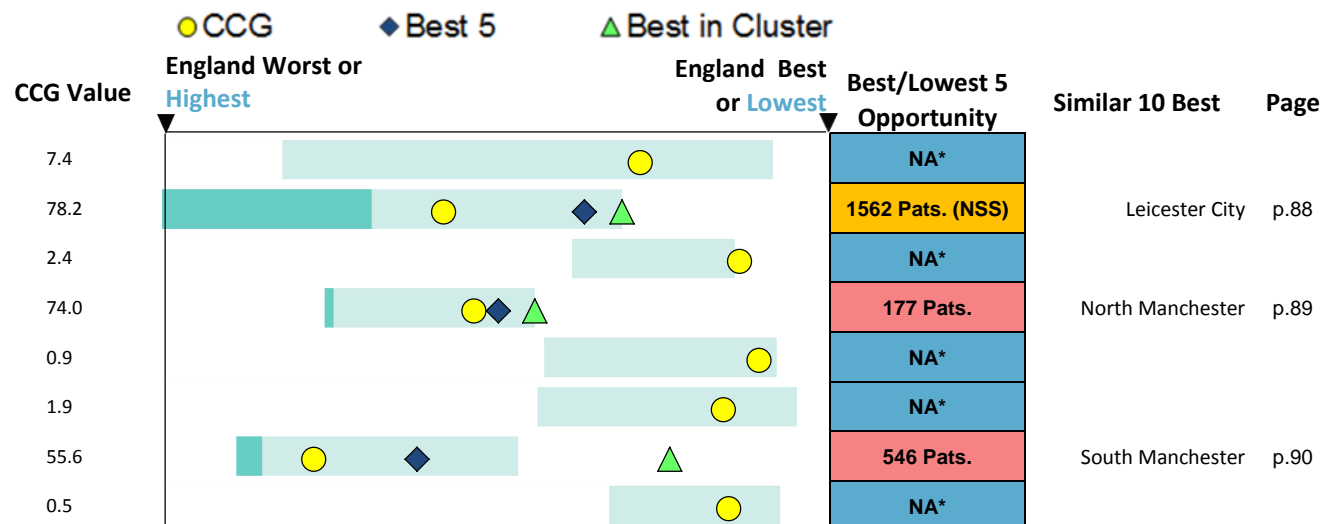 CCG Best 5 Best in Cluster
CCG Value England Worst or Highest England Best or Lowest Best/Lowest 5 Opportunity Similar 10 Best Page
7.4 NA*
78.2 1562 Pats. (NSS) Leicester City p.88
2.4 NA*
74.0 177 Pats. North Manchester p.89
0.9 NA*
1.9 NA*
55.6 546 Pats. South Manchester p.90
0.5 NA*